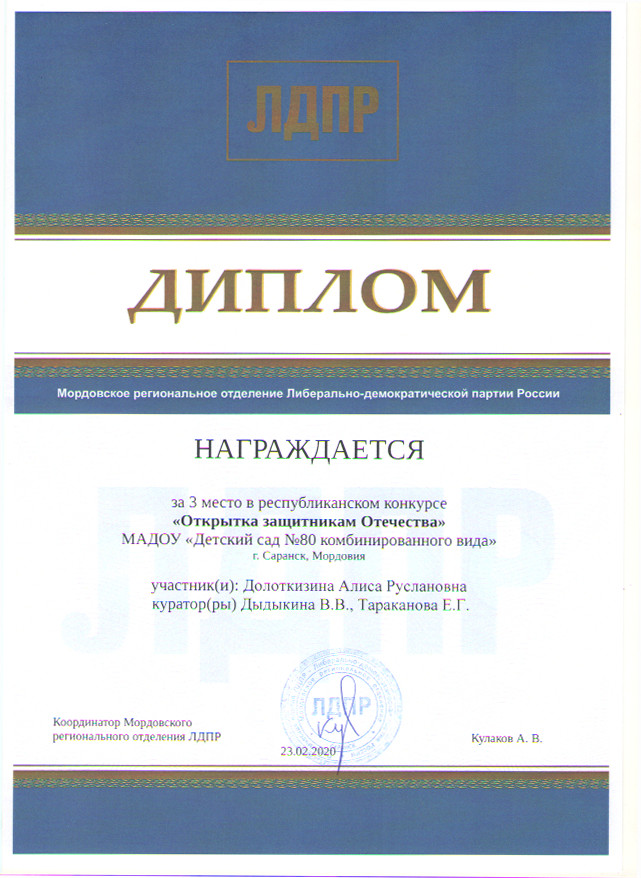 ЛДПР
ДИПЛОМ
Мордовское региональное отделение Либерально-демократической партии России
НАГРАЖДАЕТСЯ
за 3 место в республиканском конкурсе
«Открытка защитникам Отечества»
МАДОУ «Детский сад №80 комбинированного вида»
г. Саранск, Мордовия
участник(и): Долоткизина Алиса Руслановна
куратор(ры) Дыдыкина В.В., Тараканова Е.Г.
ЛДПР
ЛДПР
Координатор Мордовского
регионального отделения ЛДПР
23.02.2020
Кулаков А. В.